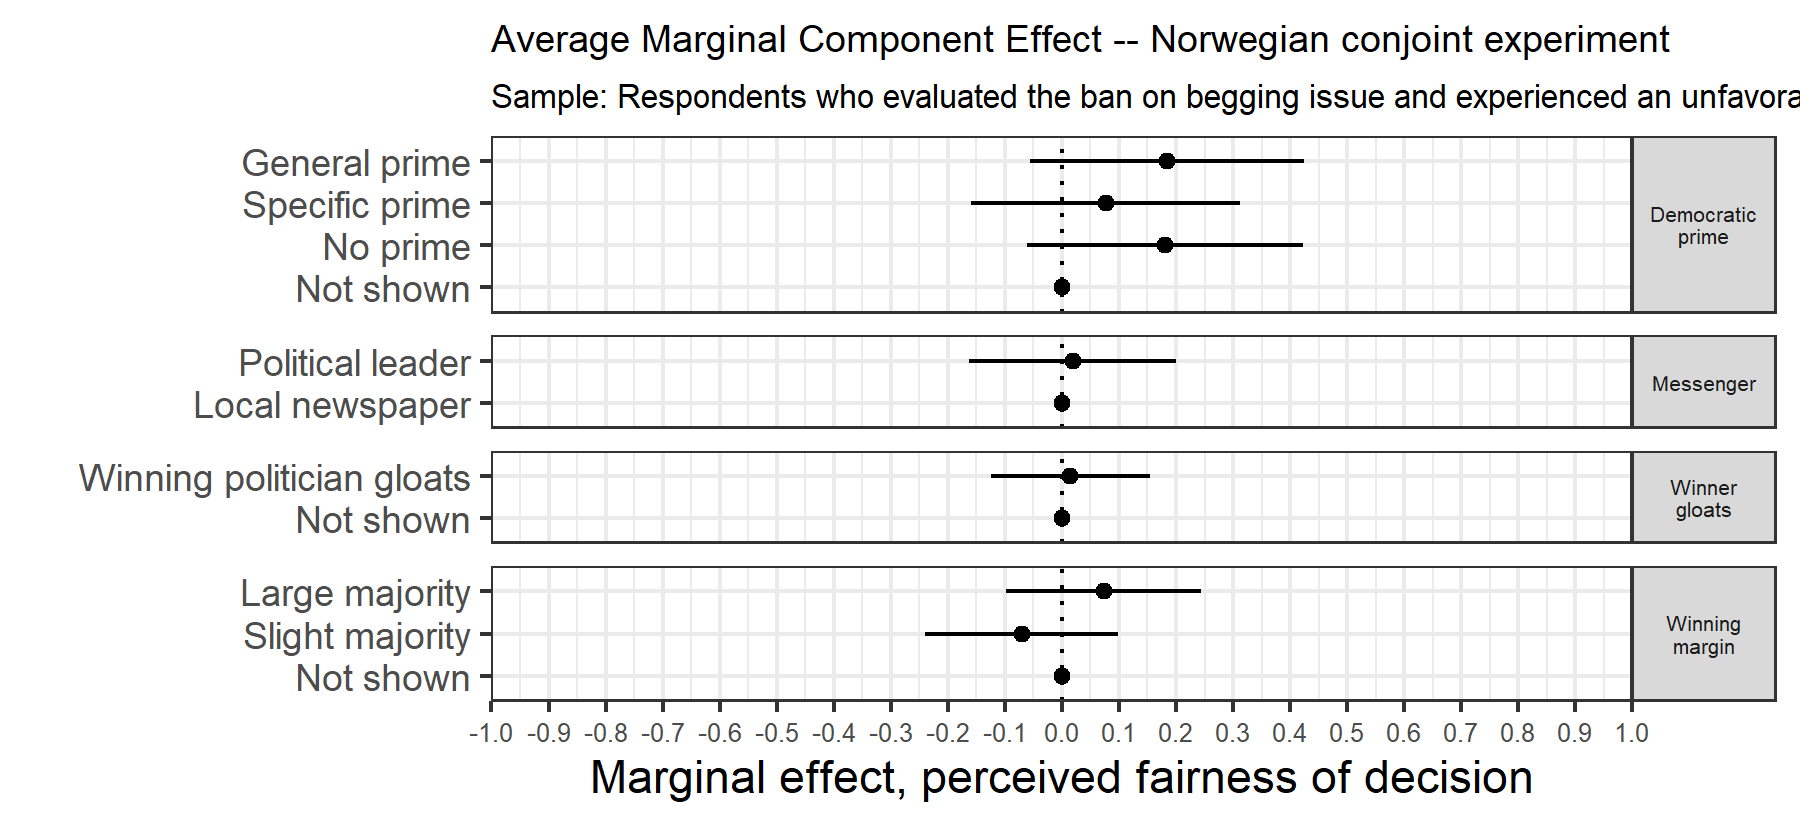 Average Marginal Component Effect -- Norwegian conjoint experiment
Sample: Respondents who evaluated the ban on begging issue and experienced an
General prime
Specific prime
No prime
Not shown
Democratic
prime
Political leader
Local newspaper
Messenger
Winning politician gloats
Not shown
Winner
gloats
Large majority
Slight majority
Not shown
Winning
margin
-1.0 -0.9 -0.8 -0.7 -0.6 -0.5 -0.4 -0.3 -0.2 -0.1 0.0 0.1 0.2 0.3 0.4 0.5 0.6 0.7 0.8 0.9 1.0
Marginal effect, perceived fairness of decision